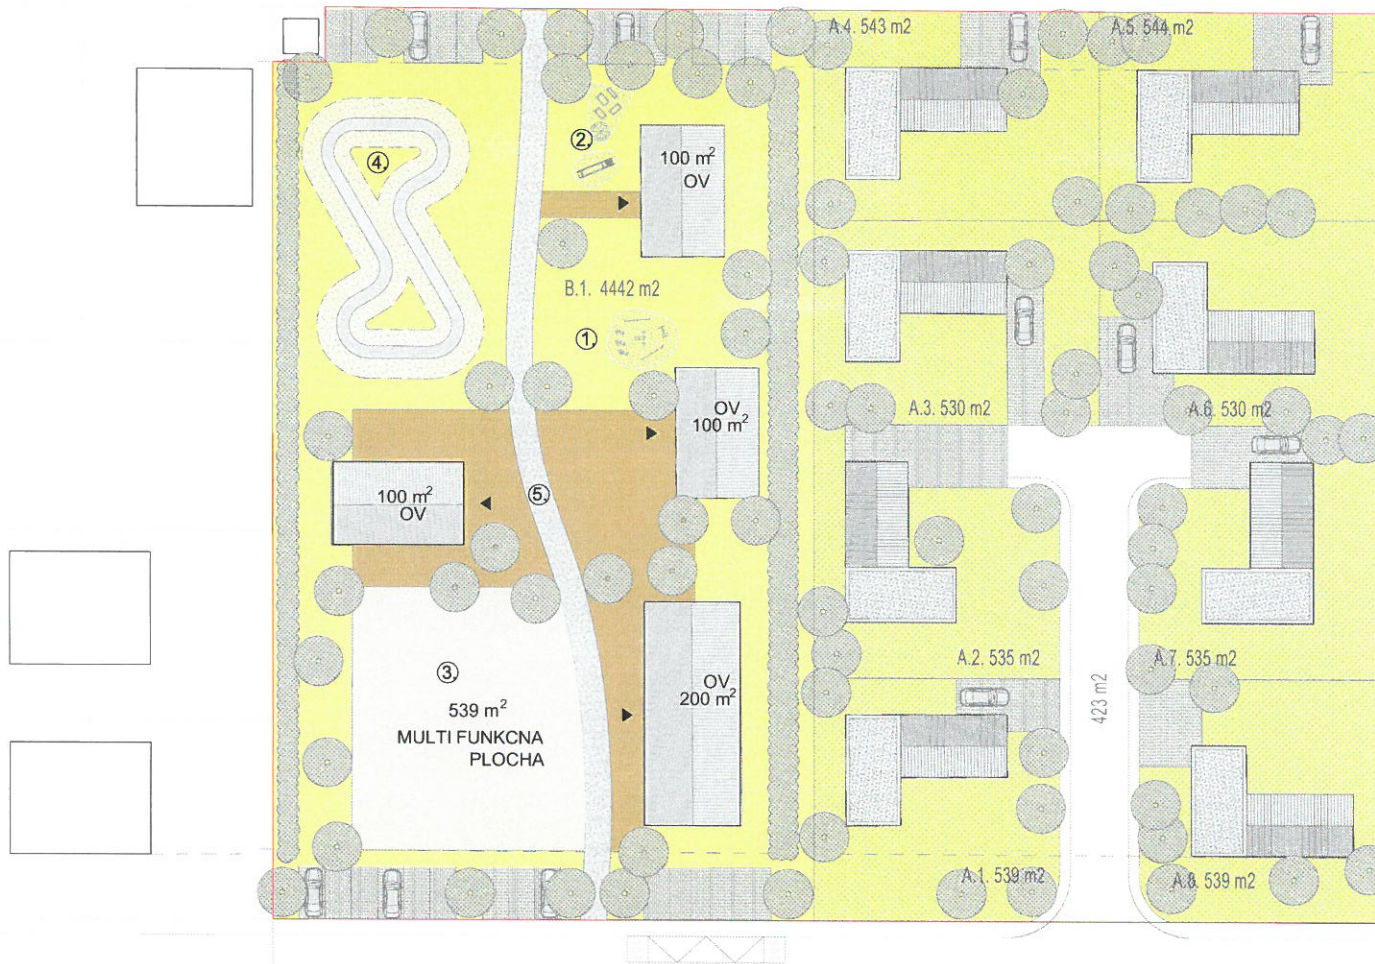 A.4. 543 m2
A.5. 544 m2
2.
4.
100 m²
OV
B.1. 4442 m2
1.
A.3. 530 m2
A.6. 530 m2
OV
100 m²
100 m²
OV
5.
A.2. 535 m2
A.7. 535 m2
3.
OV
200 m²
539 m²
MULTI FUNKCNA
PLOCHA
423 m2
A.1. 539 m2
A.8. 539 m2